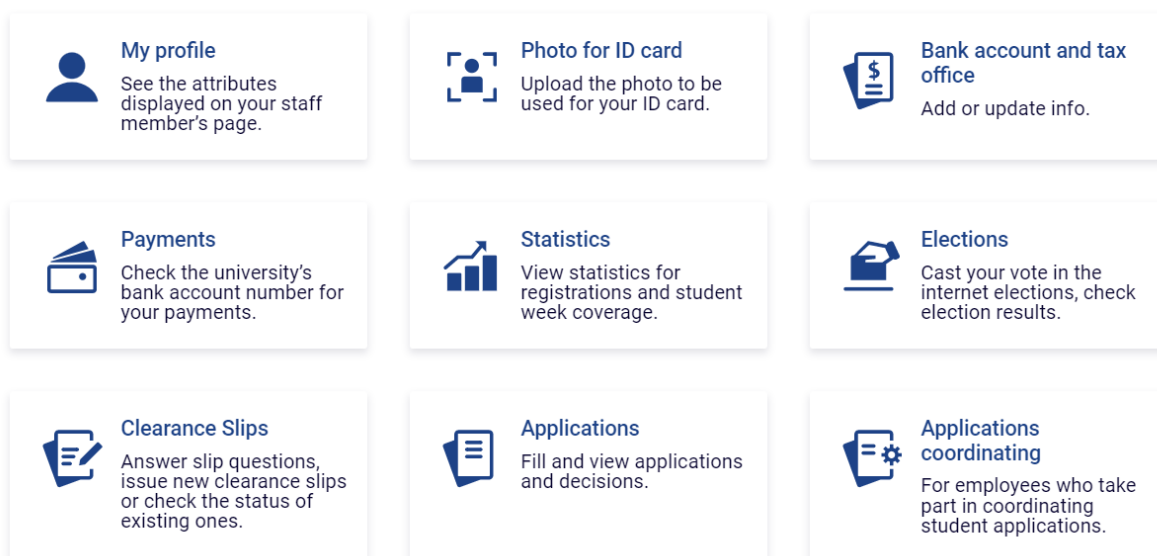 My profile
See the attributes
displayed on your staff
member's page.
Photo for ID card
Upload the photo to be
used for your ID card.
Bank account and tax
office
Add or update info.
Payments
Check the university's
bank account number for
your payments.
Statistics
View statistics for
registrations and student
week coverage.
Elections
Cast your vote in the
internet elections, check
election results.
Clearance Slips
Answer slip questions,
issue new clearance slips
or check the status of
existing ones.
Applications
Fill and view applications
and decisions.
Applications
coordinating
For employees who take
part in coordinating
student applications.